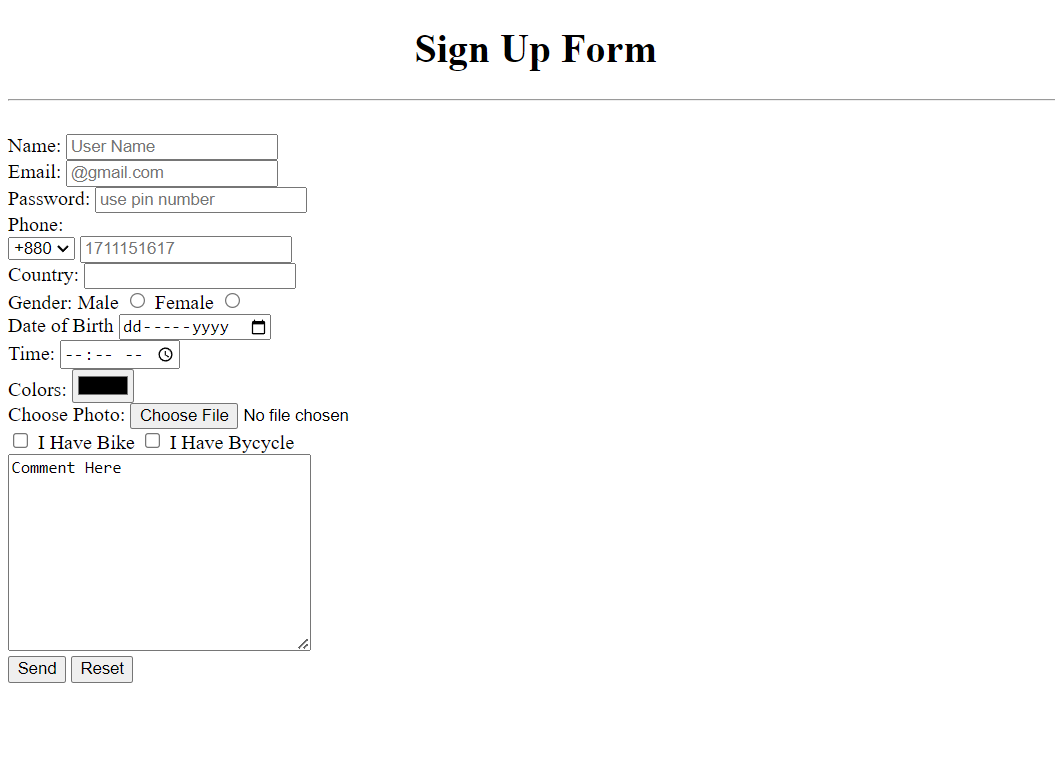 Sign Up Form
Name: User Name
Email: @gmail.com
Password: use pin number
Phone:
+880 1711151617
Country:
Gender: Male Female
Date of Birth dd-----yyyy
Time: --:-- --
Colors:
Choose Photo: Choose File No file chosen
I Have Bike I Have Bycycle
Comment Here
Send Reset